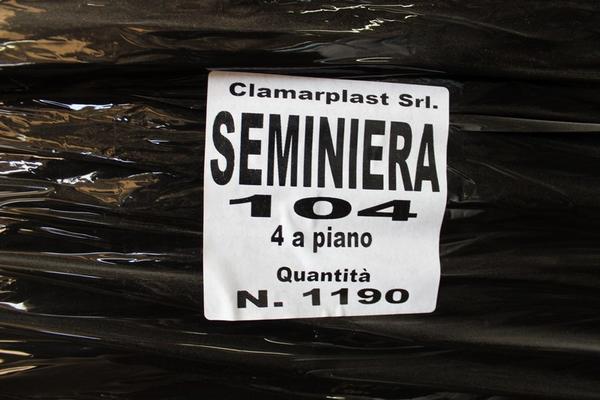 Clamarplast Srl.
SEMINIERA
104
4 a piano
Quantità
N. 1190